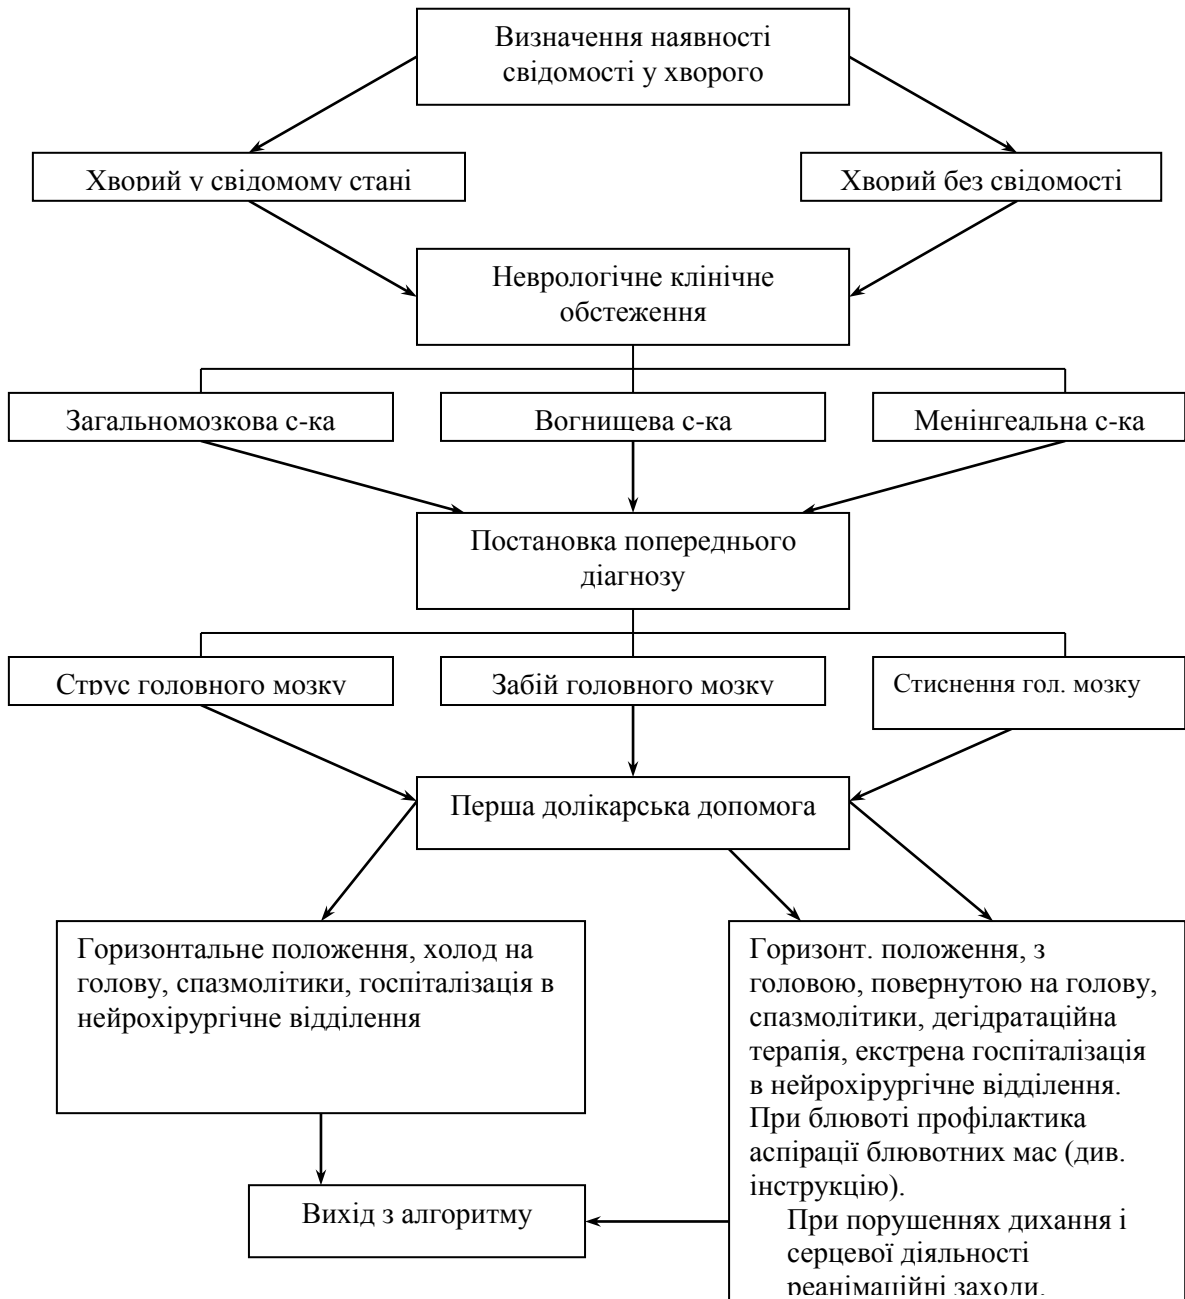 Визначення наявності
свідомості у хворого
Хворий у свідомому стані
Хворий без свідомості
Неврологічне клінічне
обстеження
Загальномозкова с-ка
Вогнищева с-ка
Менінгеальна с-ка
Постановка попереднього
діагнозу
Струс головного мозку
Забій головного мозку
Стиснення гол. мозку
Перша долікарська допомога
Горизонтальне положення, холод на
голову, спазмолітики, госпіталізація в
нейрохірургічне відділення
Горизонт. положення, з
головою, повернутою на голову,
спазмолітики, дегідратаційна
терапія, екстрена госпіталізація
в нейрохірургічне відділення.
При блювоті профілактика
аспірації блювотних мас (див.
інструкцію).
При порушеннях дихання і
серцевої діяльності
реанімаційні заходи.
Вихід з алгоритму